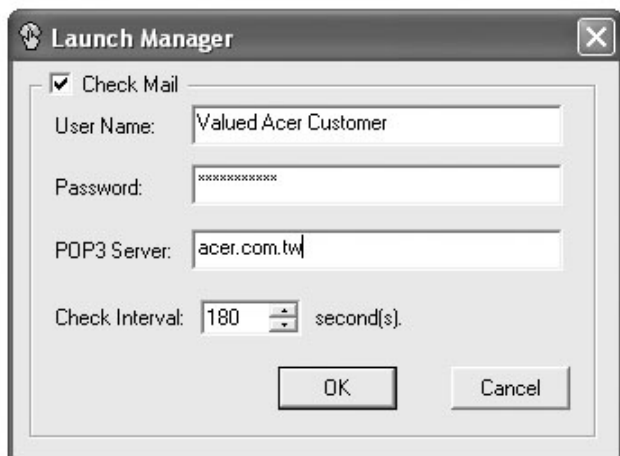 Launch Manager
Check Mail
User Name: Valued Acer Customer
Password: ***********
POP3 Server: acer.com.tw
Check Interval: 180 second(s).
OK Cancel